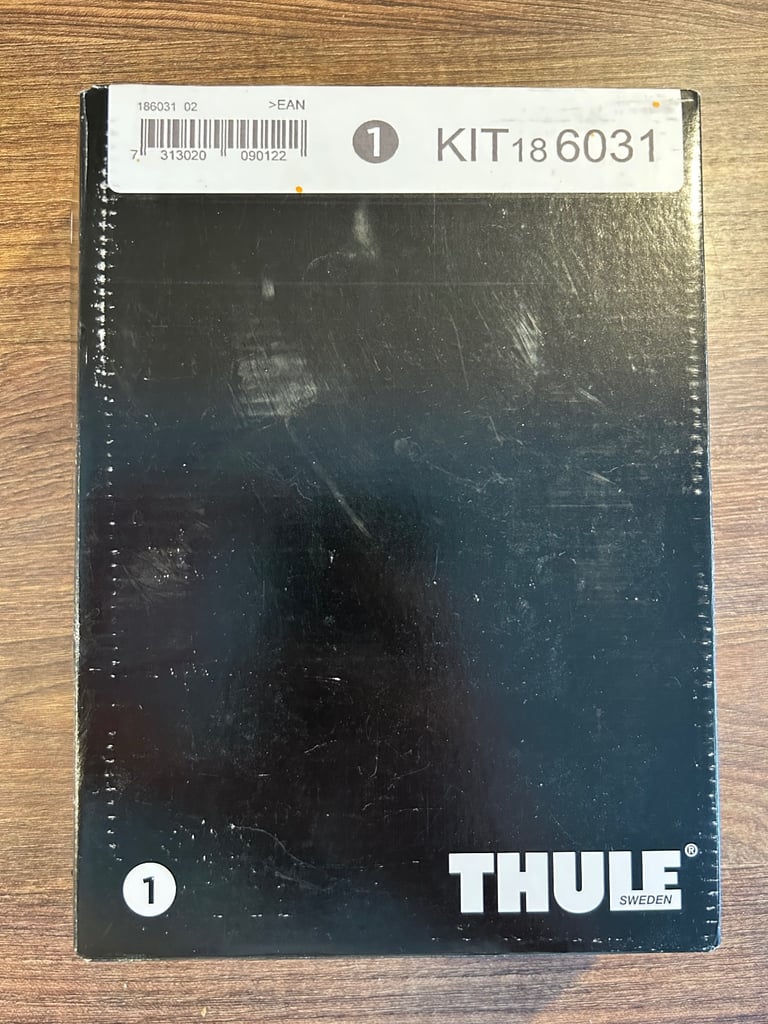 186031 02 >EAN
7 313020 090122
1 KIT 18 6031
1
THULE®
SWEDEN